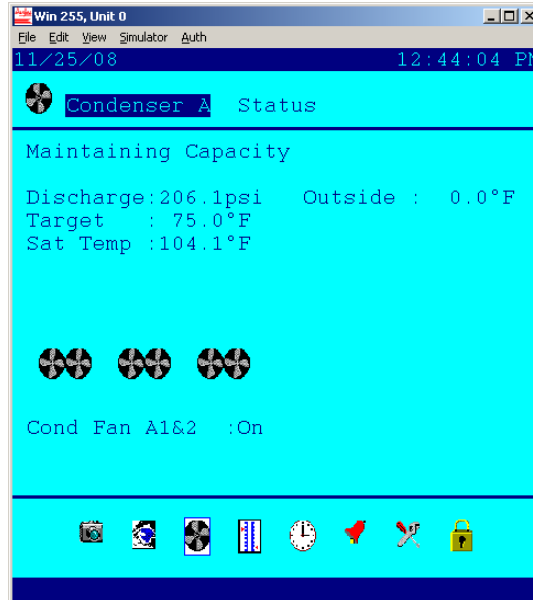 Win 255, Unit 0
File Edit View Simulator Auth
11/25/08 12:44:04 PM
Condenser A Status
Maintaining Capacity
Discharge:206.1psi Outside : 0.0°F
Target : 75.0°F
Sat Temp :104.1°F
Cond Fan A1&2 :On